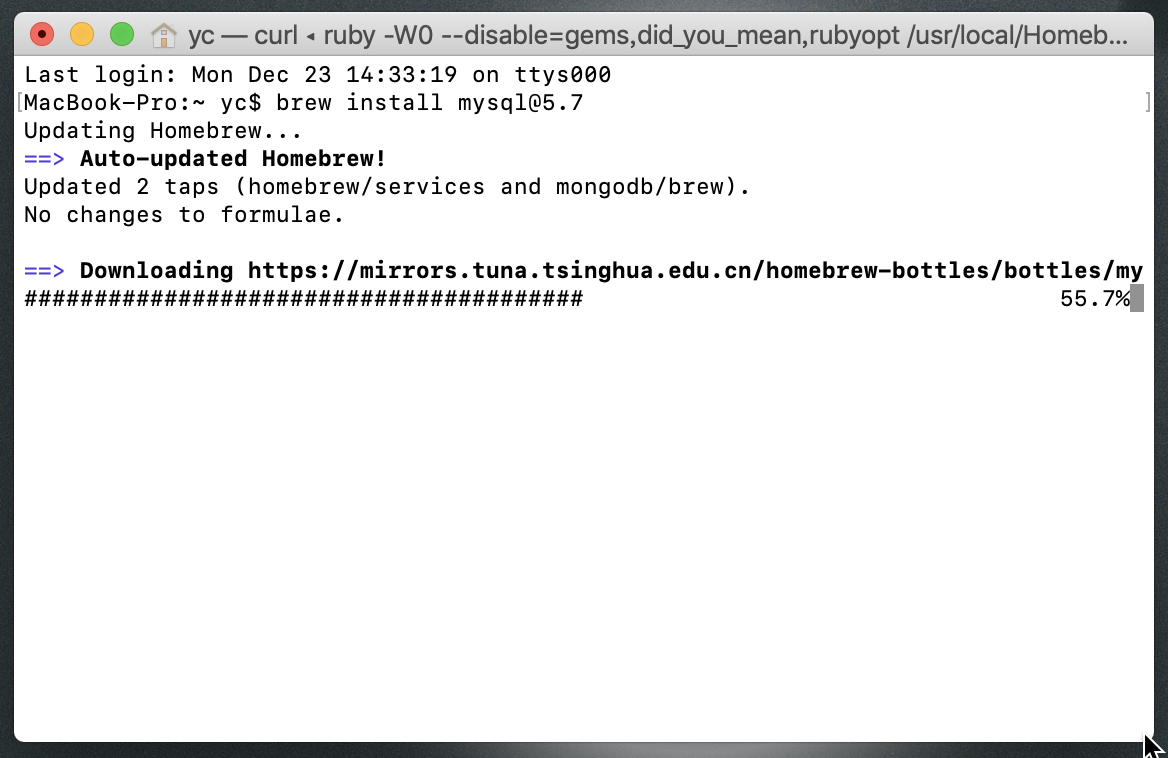 yc — curl ◂ ruby -W0 --disable=gems,did_you_mean,rubyopt /usr/local/Homeb...
Last login: Mon Dec 23 14:33:19 on ttys000
[MacBook-Pro:~ yc$ brew install mysql@5.7 ]
Updating Homebrew...
==> Auto-updated Homebrew!
Updated 2 taps (homebrew/services and mongodb/brew).
No changes to formulae.
==> Downloading https://mirrors.tuna.tsinghua.edu.cn/homebrew-bottles/bottles/my
######################################## 55.7%